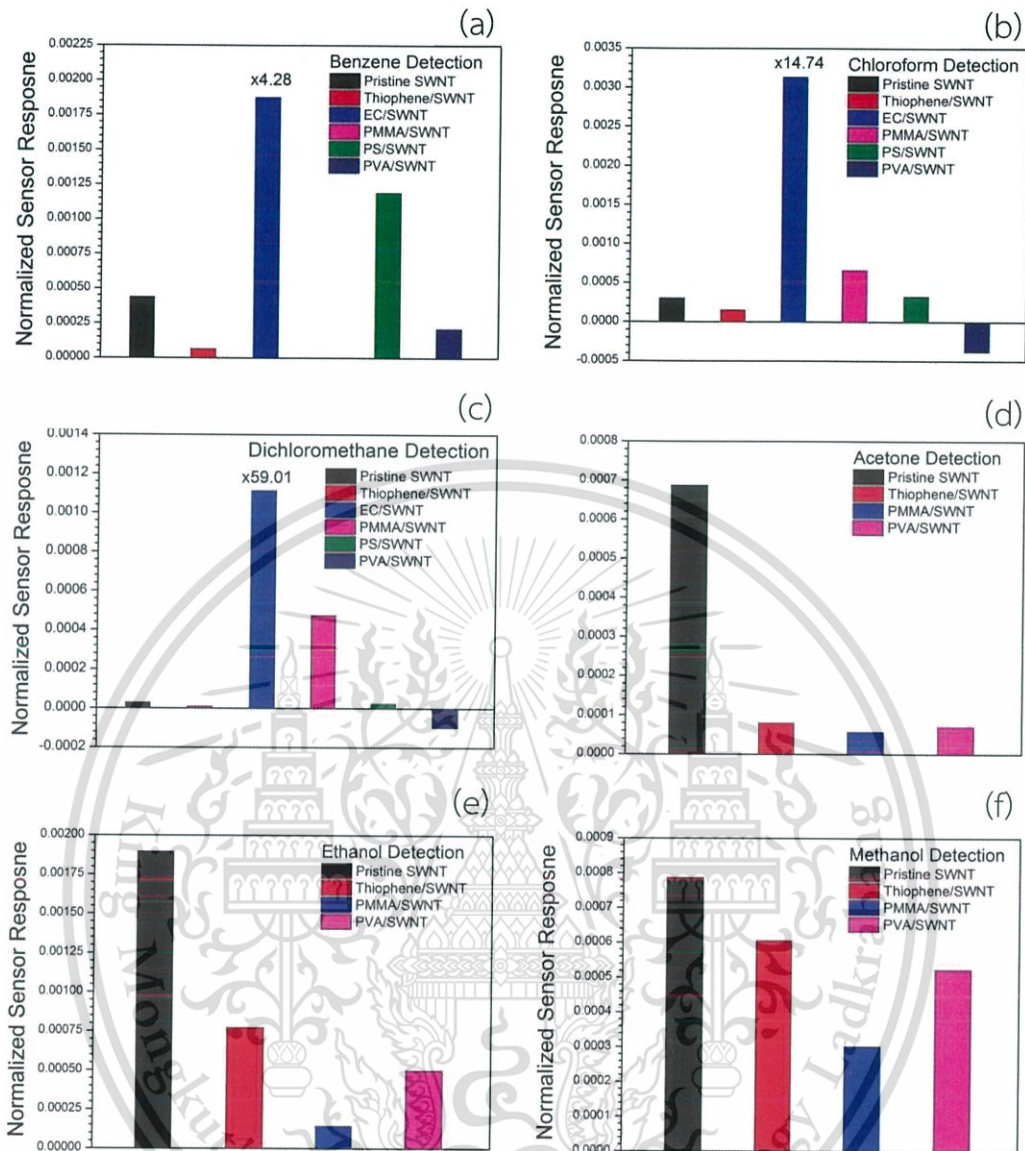 (a)
Normalized Sensor Resposne
0.00225
0.00200
0.00175
0.00150
0.00125
0.00100
0.00075
0.00050
0.00025
0.00000
x4.28
Benzene Detection
Pristine SWNT
Thiophene/SWNT
EC/SWNT
PMMA/SWNT
PS/SWNT
PVA/SWNT
(b)
Normalized Sensor Resposne
0.0035
0.0030
0.0025
0.0020
0.0015
0.0010
0.0005
0.0000
-0.0005
x14.74
Chloroform Detection
Pristine SWNT
Thiophene/SWNT
EC/SWNT
PMMA/SWNT
PS/SWNT
PVA/SWNT
(c)
Normalized Sensor Resposne
0.0014
0.0012
0.0010
0.0008
0.0006
0.0004
0.0002
0.0000
-0.0002
x59.01
Dichloromethane Detection
Pristine SWNT
Thiophene/SWNT
EC/SWNT
PMMA/SWNT
PS/SWNT
PVA/SWNT
(d)
Normalized Sensor Resposne
0.0008
0.0007
0.0006
0.0005
0.0004
0.0003
0.0002
0.0001
0.0000
Acetone Detection
Pristine SWNT
Thiophene/SWNT
PMMA/SWNT
PVA/SWNT
(e)
Normalized Sensor Resposne
0.00200
0.00175
0.00150
0.00125
0.00100
0.00075
0.00050
0.00025
0.00000
Ethanol Detection
Pristine SWNT
Thiophene/SWNT
PMMA/SWNT
PVA/SWNT
(f)
Normalized Sensor Resposne
0.0009
0.0008
0.0007
0.0006
0.0005
0.0004
0.0003
0.0002
0.0001
0.0000
Methanol Detection
Pristine SWNT
Thiophene/SWNT
PMMA/SWNT
PVA/SWNT
King Mongkut
Ladkrabang